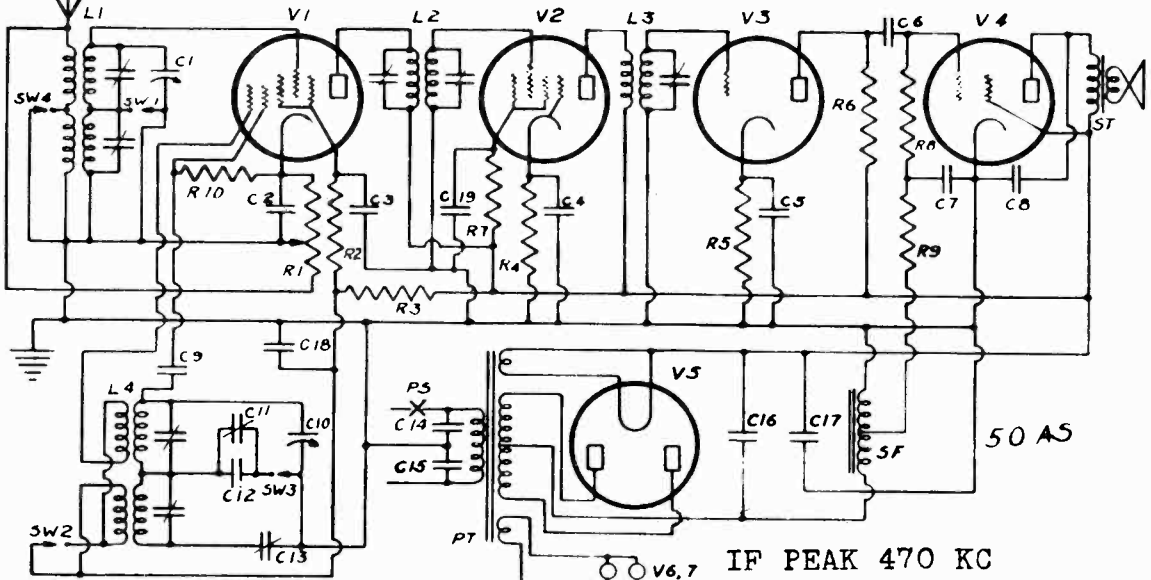 L1 V1 L2 V2 L3 V3 C6 V4
C1
SW4 SW1
R6 R8 ST
R10 C2 C3 C19 R7 C4 C5 C7 C8
R1 R2 R4 R5 R9
R3
C18
C9
L4 PS V5
C11 C10 C14 C16 C17 50 AS
C12 SW3 C15 SF
SW2 C13 PT
V6,7 IF PEAK 470 KC